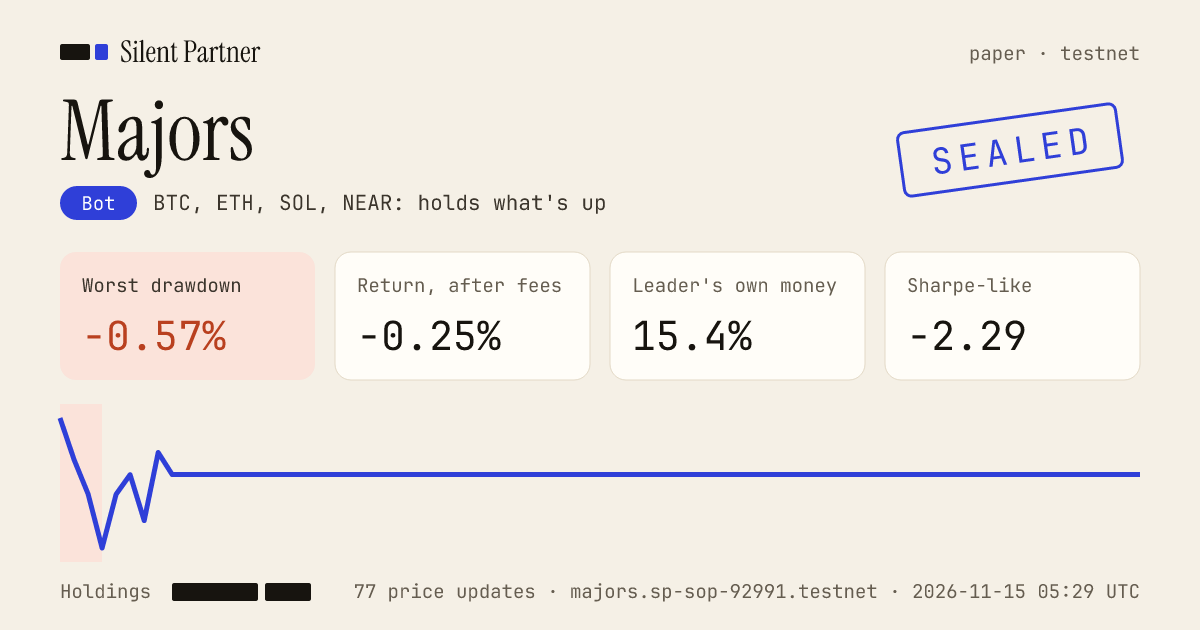 Silent Partner
paper · testnet
Majors
SEALED
Bot BTC, ETH, SOL, NEAR: holds what's up
Worst drawdown
-0.57%
Return, after fees
-0.25%
Leader's own money
15.4%
Sharpe-like
-2.29
Holdings
77 price updates · majors.sp-sop-92991.testnet · 2026-11-15 05:29 UTC